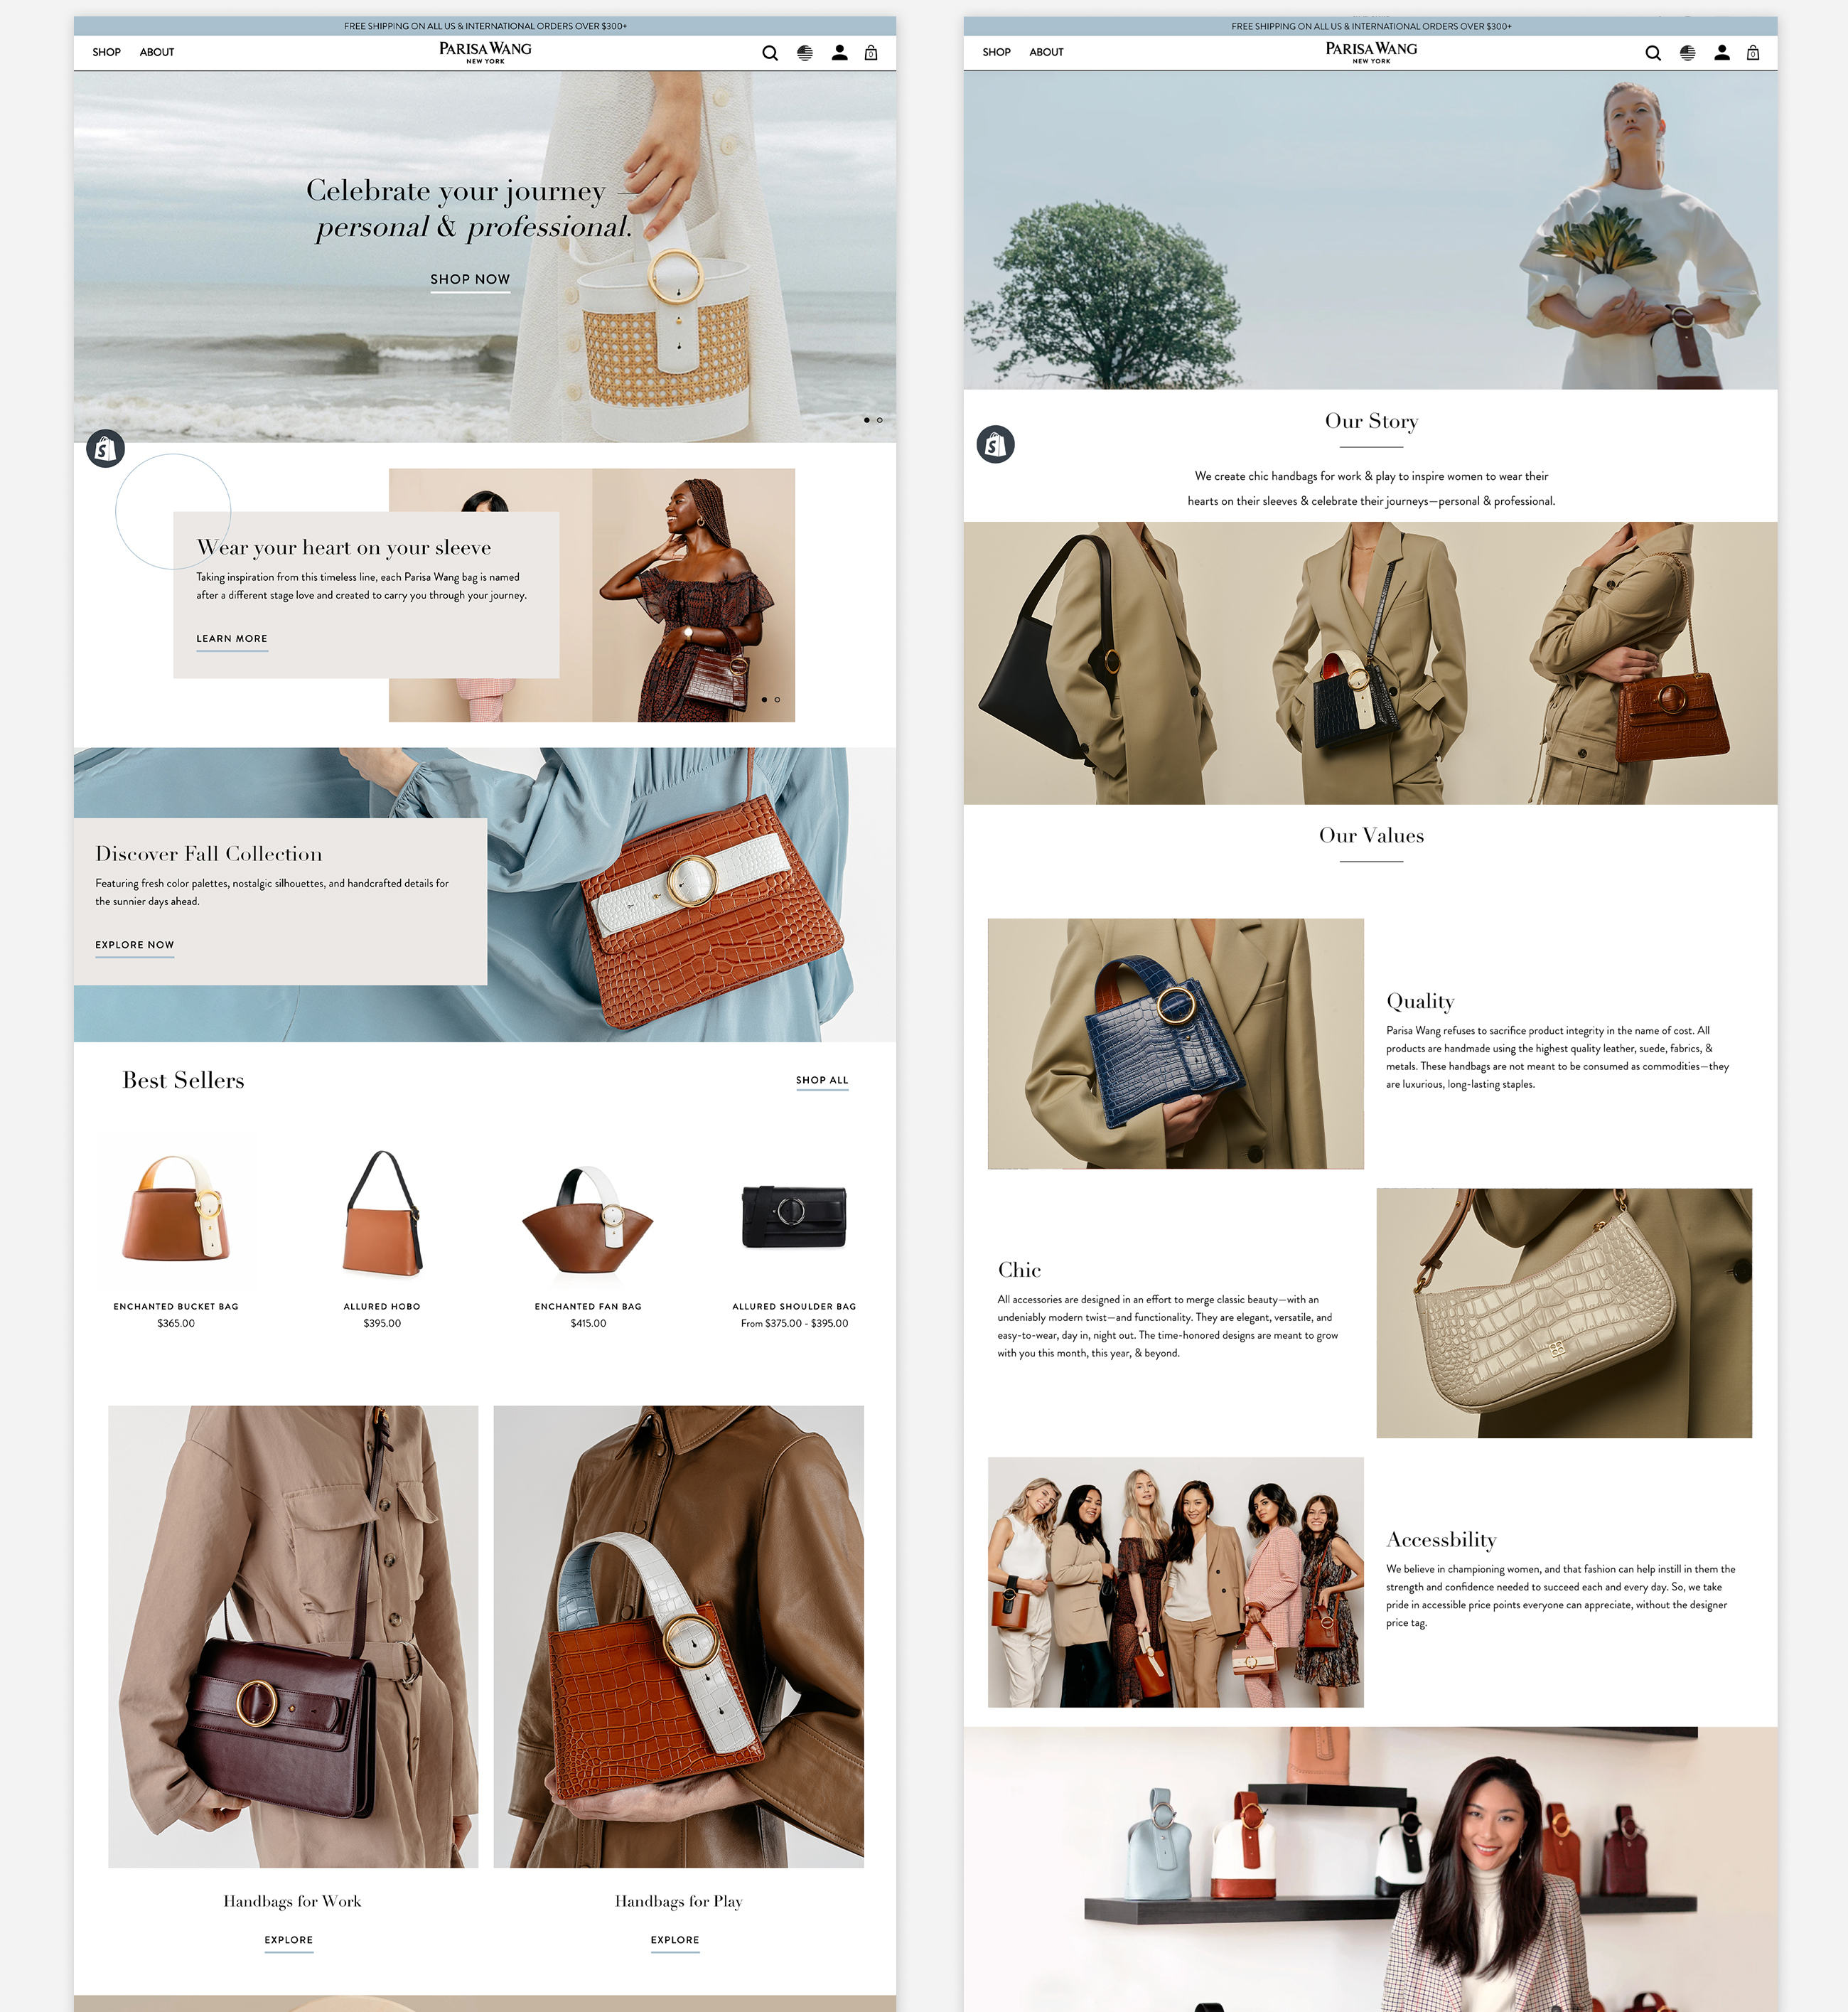 FREE SHIPPING ON ALL US & INTERNATIONAL ORDERS OVER $300+
SHOP ABOUT
PARISA WANG
NEW YORK
0
Celebrate your journey —
personal & professional.
SHOP NOW
Wear your heart on your sleeve
Taking inspiration from this timeless line, each Parisa Wang bag is named
after a different stage love and created to carry you through your journey.
LEARN MORE
Discover Fall Collection
Featuring fresh color palettes, nostalgic silhouettes, and handcrafted details for
the sunnier days ahead.
EXPLORE NOW
Best Sellers
SHOP ALL
ENCHANTED BUCKET BAG
$365.00
ALLURED HOBO
$395.00
ENCHANTED FAN BAG
$415.00
ALLURED SHOULDER BAG
From $375.00 - $395.00
Handbags for Work
EXPLORE
Handbags for Play
EXPLORE
FREE SHIPPING ON ALL US & INTERNATIONAL ORDERS OVER $300+
SHOP ABOUT
PARISA WANG
NEW YORK
0
Our Story
We create chic handbags for work & play to inspire women to wear their
hearts on their sleeves & celebrate their journeys—personal & professional.
Our Values
Quality
Parisa Wang refuses to sacrifice product integrity in the name of cost. All
products are handmade using the highest quality leather, suede, fabrics, &
metals. These handbags are not meant to be consumed as commodities—they
are luxurious, long-lasting staples.
Chic
All accessories are designed in an effort to merge classic beauty—with an
undeniably modern twist—and functionality. They are elegant, versatile, and
easy-to-wear, day in, night out. The time-honored designs are meant to grow
with you this month, this year, & beyond.
Accessbility
We believe in championing women, and that fashion can help instill in them the
strength and confidence needed to succeed each and every day. So, we take
pride in accessible price points everyone can appreciate, without the designer
price tag.